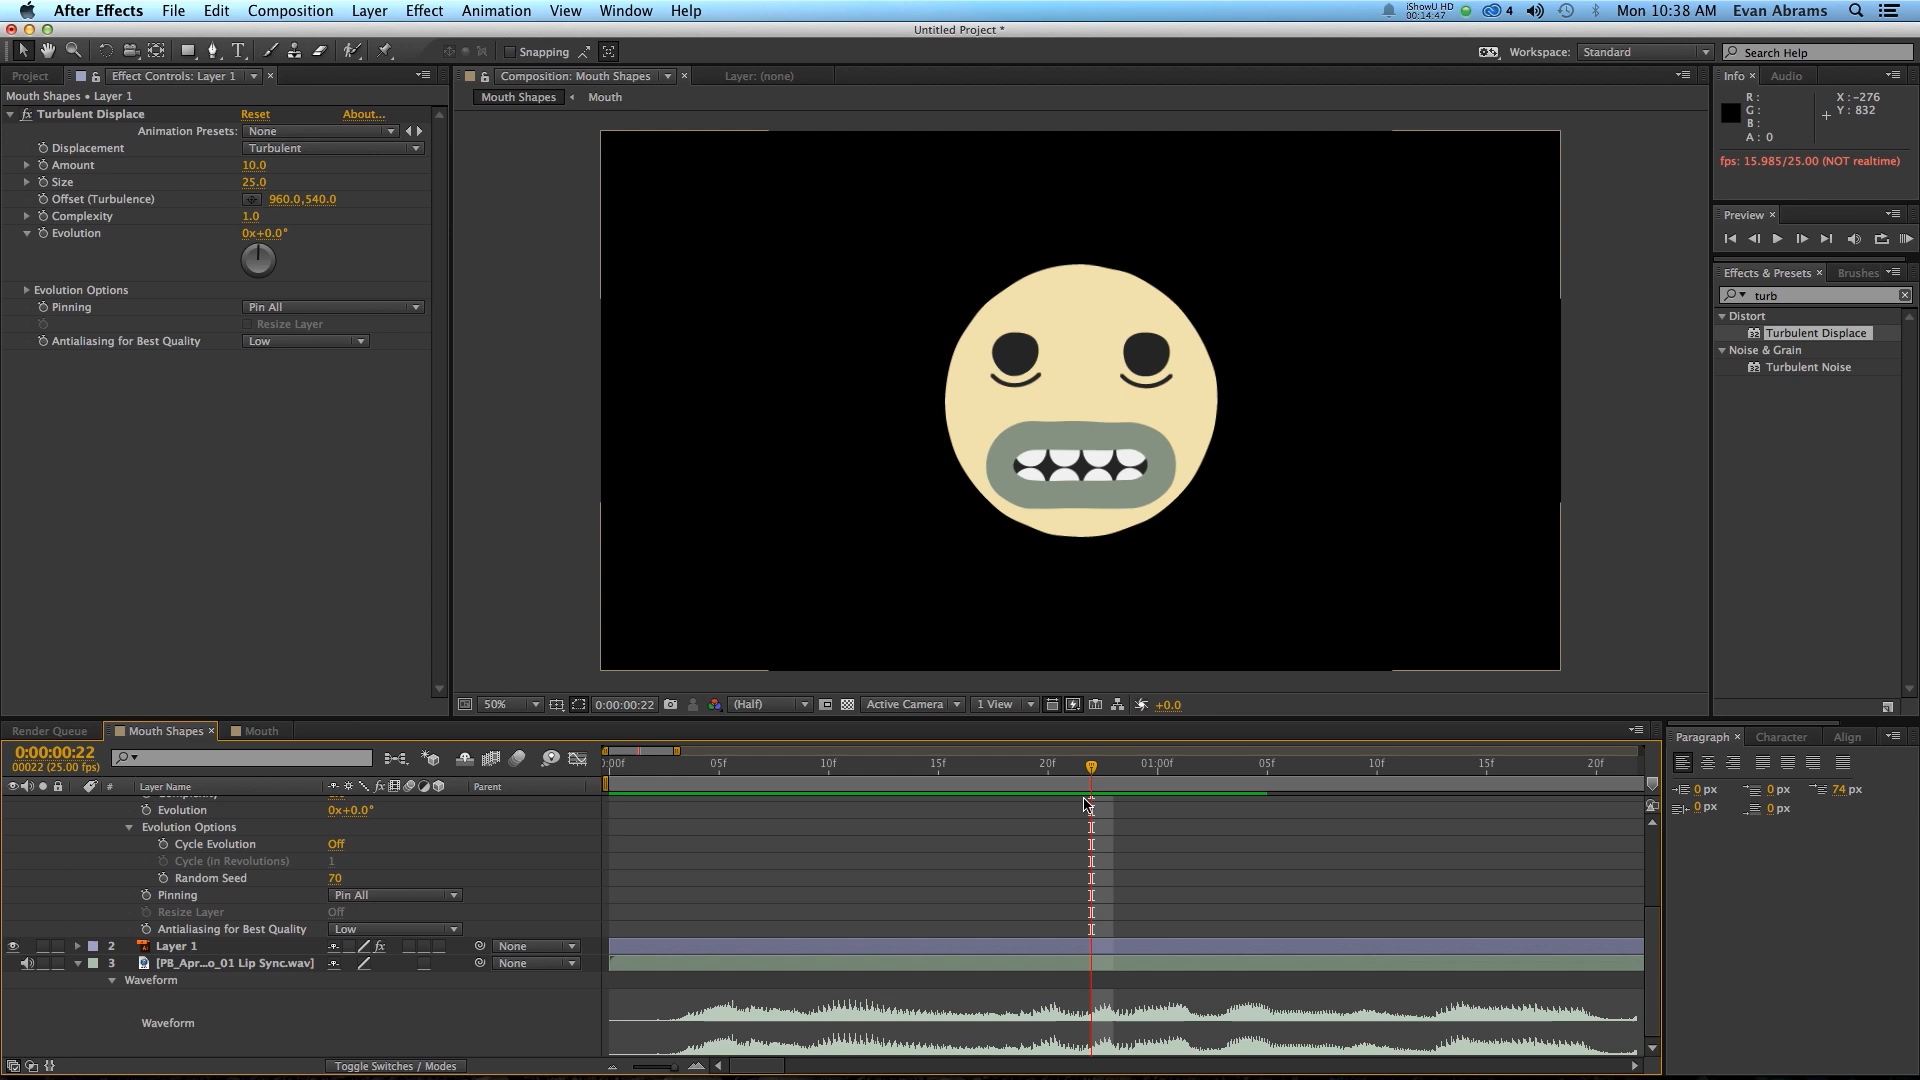 After Effects File Edit Composition Layer Effect Animation View Window Help iShowU HD 00:14:47 4 Mon 10:38 AM Evan Abrams
Untitled Project *
Snapping Workspace: Standard Search Help
Project Effect Controls: Layer 1 × Composition: Mouth Shapes × Layer: (none) Info × Audio
Mouth Shapes • Layer 1 Mouth Shapes Mouth
fx Turbulent Displace Reset About...
Animation Presets: None
Displacement Turbulent
Amount 10.0
Size 25.0
Offset (Turbulence) 960.0,540.0
Complexity 1.0
Evolution 0x+0.0°
Evolution Options
Pinning Pin All
Resize Layer
Antialiasing for Best Quality Low
R: X: -276
G: Y: 832
B:
A: 0
fps: 15.985/25.00 (NOT realtime)
Preview ×
Effects & Presets × Brushes
turb
Distort
Turbulent Displace
Noise & Grain
Turbulent Noise
50% 0:00:00:22 (Half) Active Camera 1 View +0.0
Render Queue Mouth Shapes × Mouth
0:00:00:22
00022 (25.00 fps)
:00f 05f 10f 15f 20f 01:00f 05f 10f 15f 20f
# Layer Name fx Parent
Complexity
Evolution 0x+0.0°
Evolution Options
Cycle Evolution Off
Cycle (in Revolutions) 1
Random Seed 70
Pinning Pin All
Resize Layer Off
Antialiasing for Best Quality Low
2 Layer 1 fx None
3 [PB_Apr...o_01 Lip Sync.wav] None
Waveform
Waveform
Toggle Switches / Modes
Paragraph × Character Align
0 px 0 px 74 px
0 px 0 px